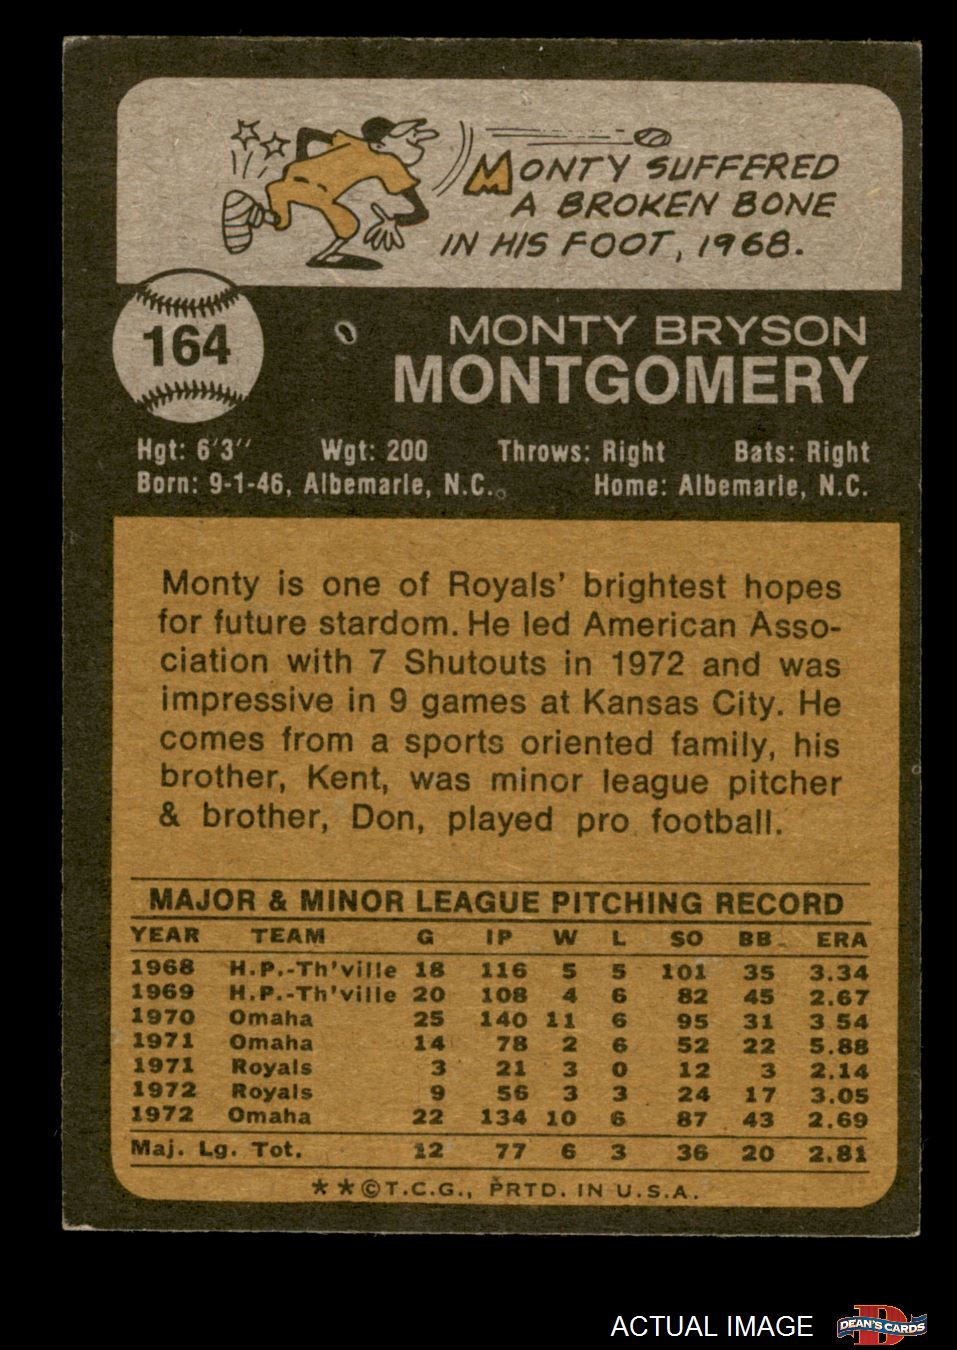 MONTY SUFFERED
A BROKEN BONE
IN HIS FOOT, 1968.
164
MONTY BRYSON
MONTGOMERY
Hgt: 6'3" Wgt: 200 Throws: Right Bats: Right
Born: 9-1-46, Albemarle, N.C. Home: Albemarle, N.C.
Monty is one of Royals' brightest hopes
for future stardom. He led American Asso-
ciation with 7 Shutouts in 1972 and was
impressive in 9 games at Kansas City. He
comes from a sports oriented family, his
brother, Kent, was minor league pitcher
& brother, Don, played pro football.
MAJOR & MINOR LEAGUE PITCHING RECORD
YEAR TEAM G IP W L SO BB ERA
1968 H.P.-Th'ville 18 116 5 5 101 35 3.34
1969 H.P.-Th'ville 20 108 4 6 82 45 2.67
1970 Omaha 25 140 11 6 95 31 3 54
1971 Omaha 14 78 2 6 52 22 5.88
1971 Royals 3 21 3 0 12 3 2.14
1972 Royals 9 56 3 3 24 17 3.05
1972 Omaha 22 134 10 6 87 43 2.69
Maj. Lg. Tot. 12 77 6 3 36 20 2.81
**©T.C.G., PRTD. IN U.S.A.
ACTUAL IMAGE
D
DEAN'S CARDS